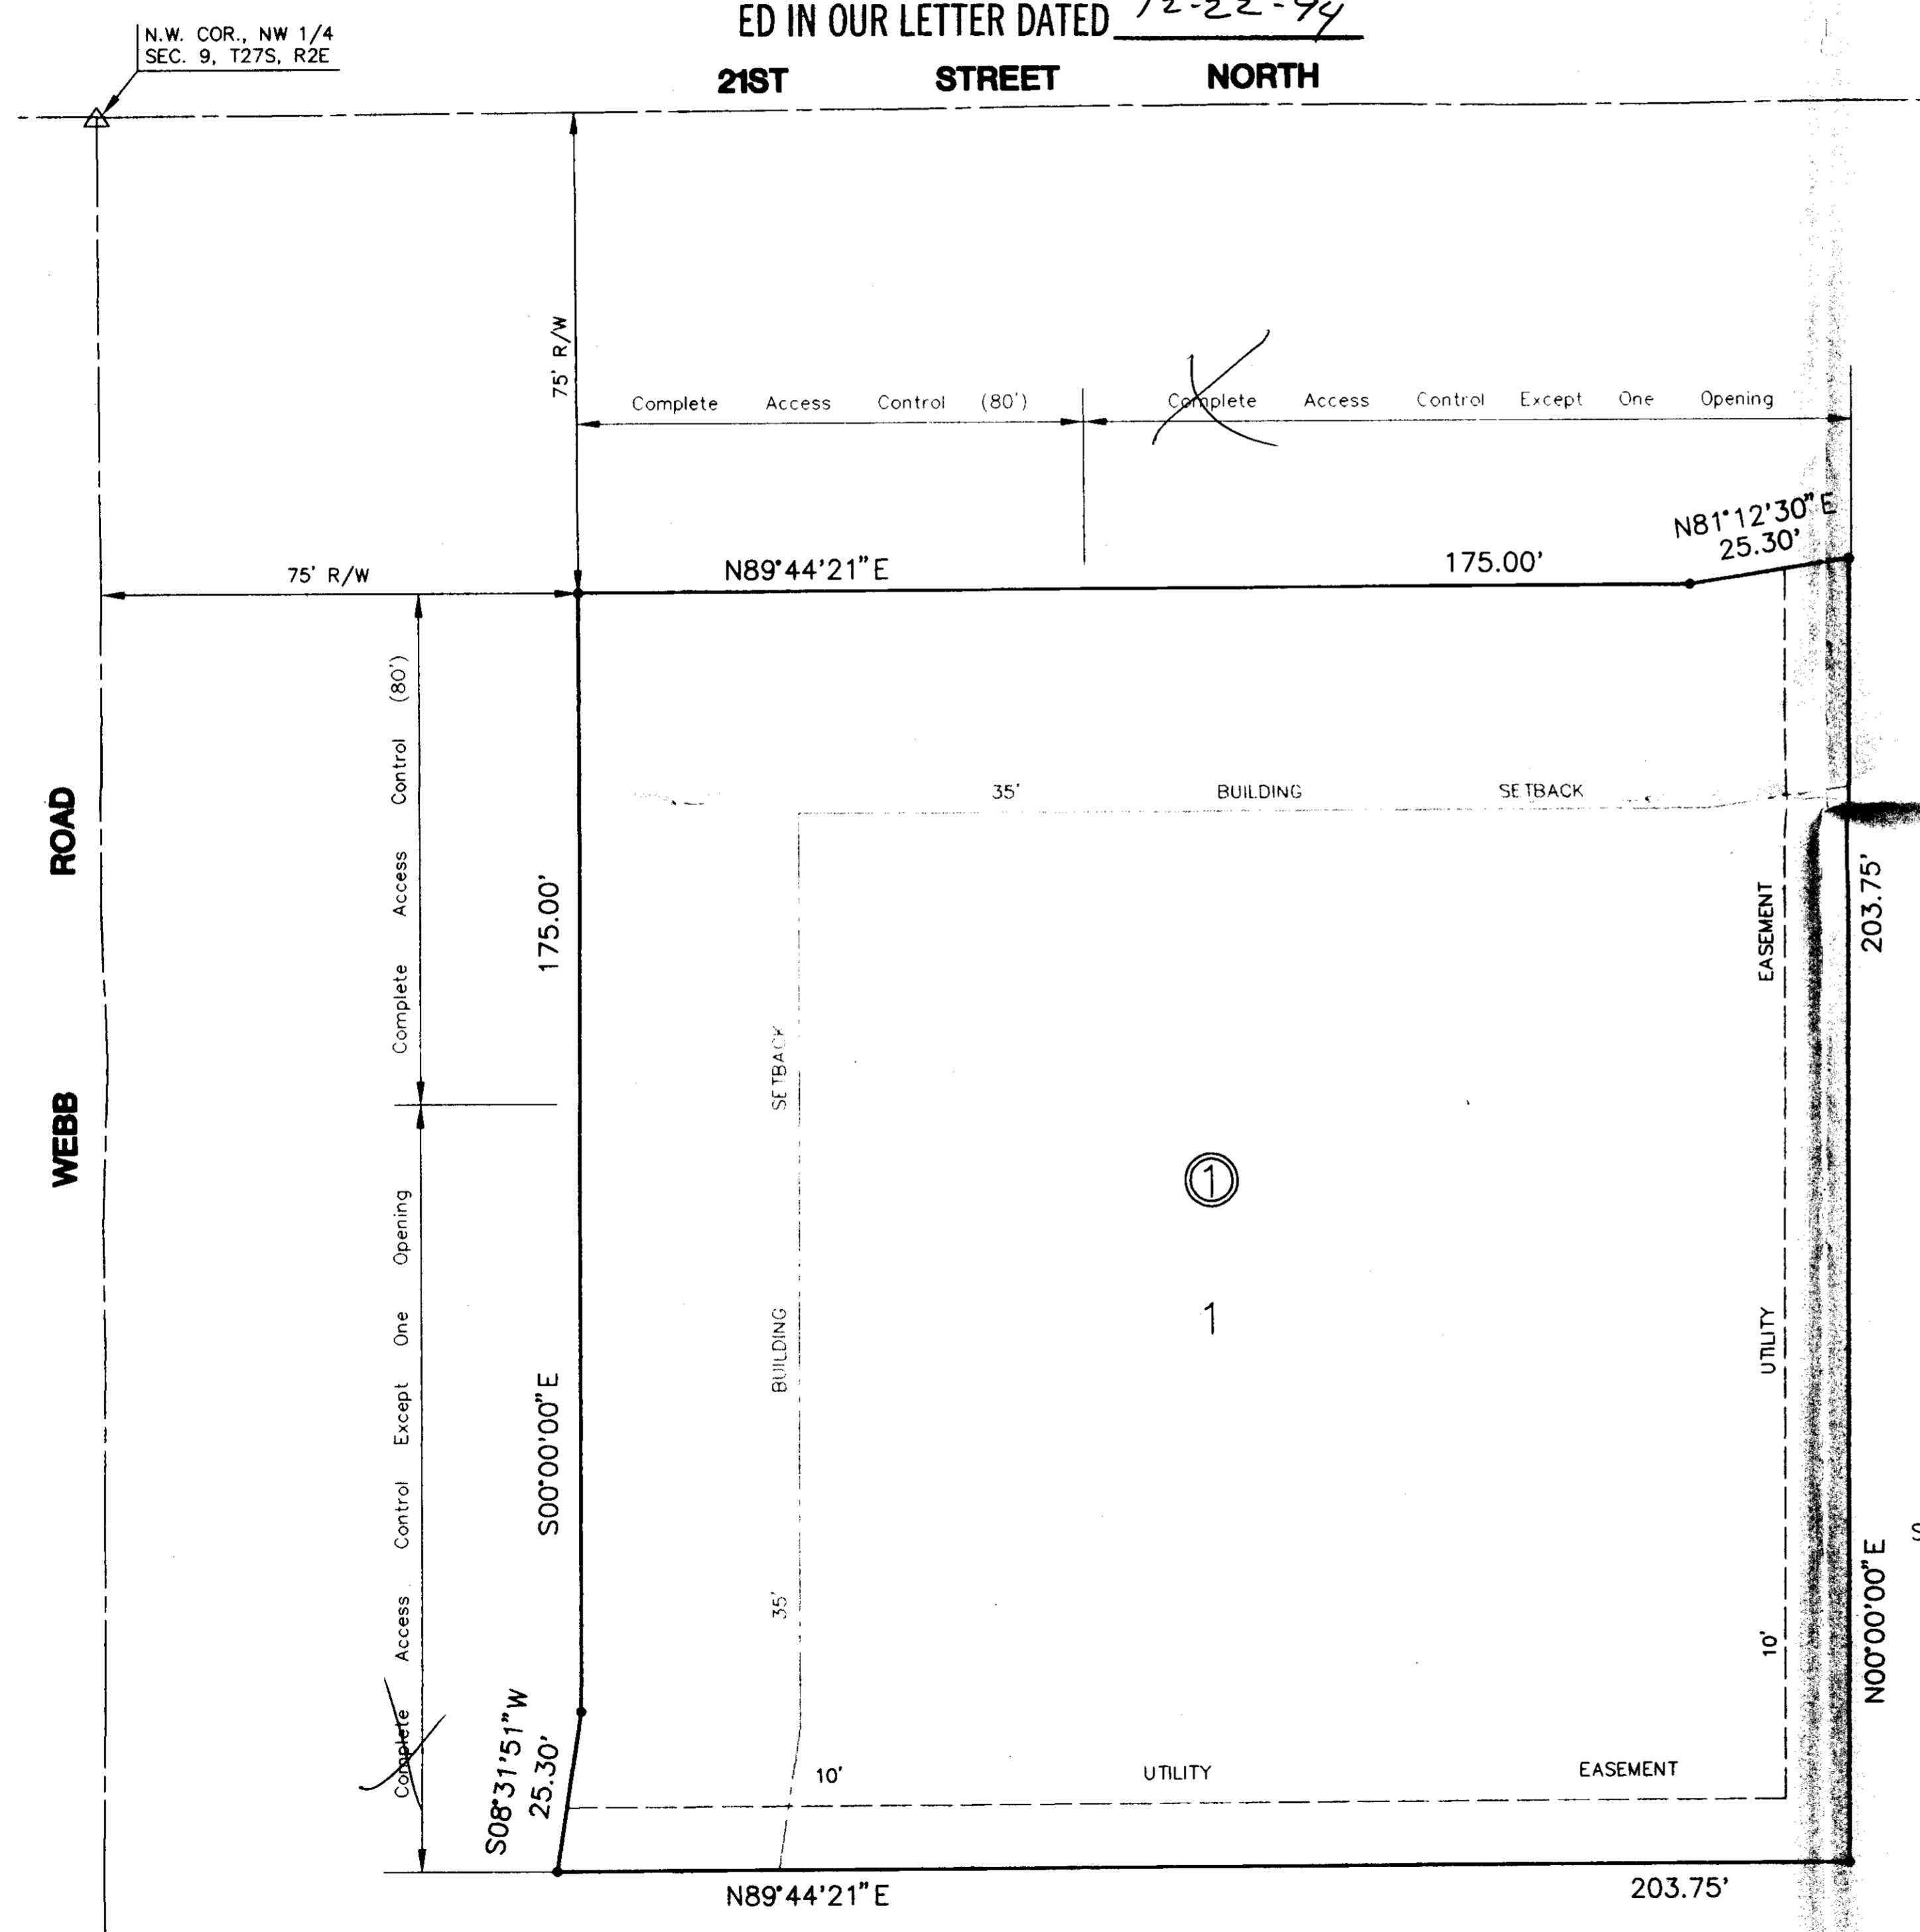 ED IN OUR LETTER DATED 12-22-94
N.W. COR., NW 1/4
SEC. 9, T27S, R2E
21ST STREET NORTH
75' R/W
Complete Access Control (80')
Complete Access Control Except One Opening
N81°12'30"E
25.30'
N89°44'21"E
175.00'
75' R/W
Complete Access Control (80')
35' BUILDING SETBACK
WEBB ROAD
175.00'
S00°00'00"E
35' BUILDING SETBACK
1
1
10' UTILITY EASEMENT
203.75'
N00°00'00"E
Complete Access Control Except One Opening
S08°31'51"W
25.30'
10' UTILITY EASEMENT
N89°44'21"E
203.75'